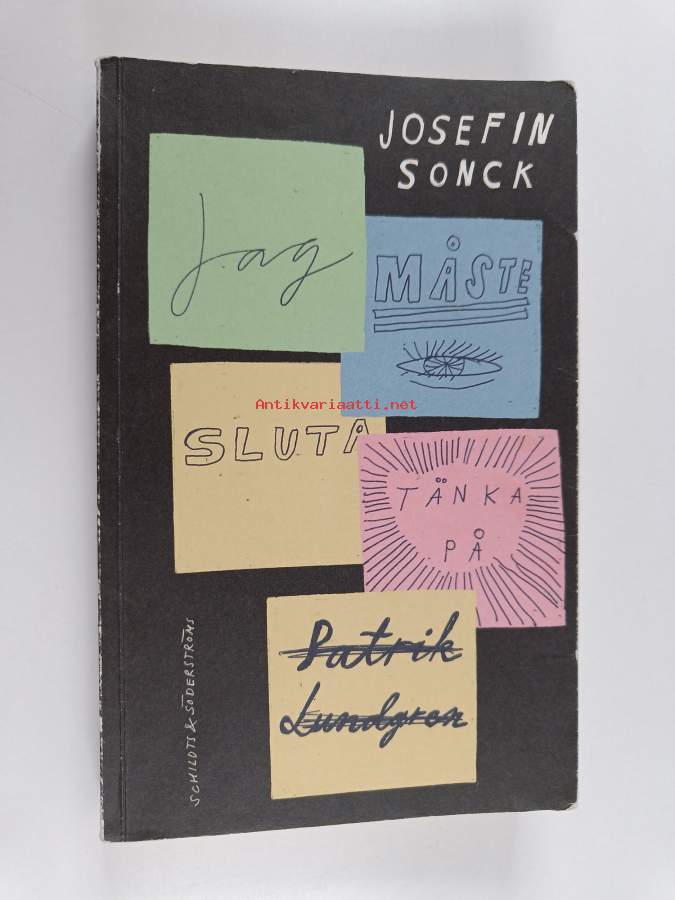 JOSEFIN
SONCK
Jag
MÅSTE
Antikvariaatti.net
SLUTA
TÄNKA
PÅ
Patrik
Lundgren
SCHILDTS & SÖDERSTRÖMS